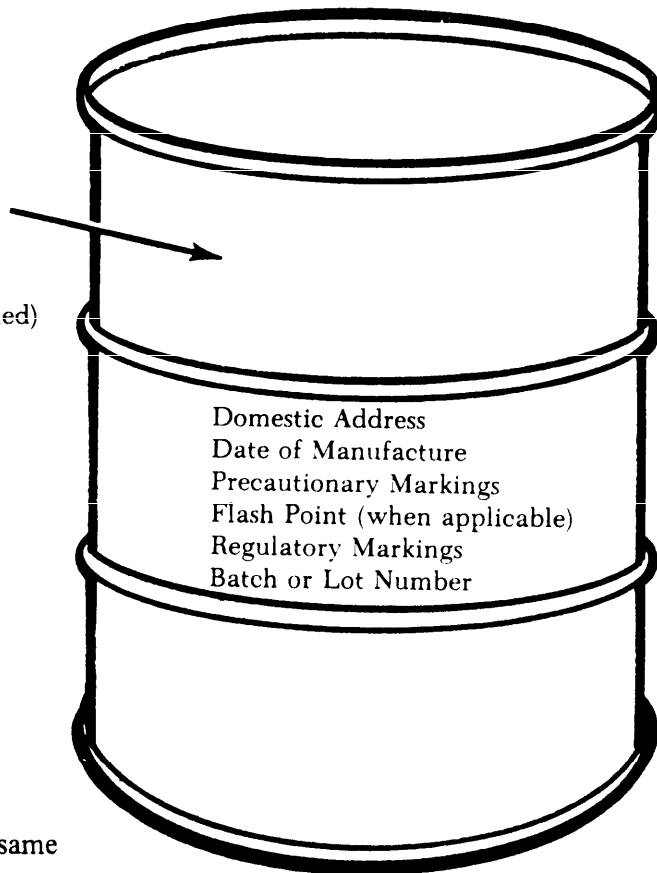 ed)
Domestic Address
Date of Manufacture
Precautionary Markings
Flash Point (when applicable)
Regulatory Markings
Batch or Lot Number
same